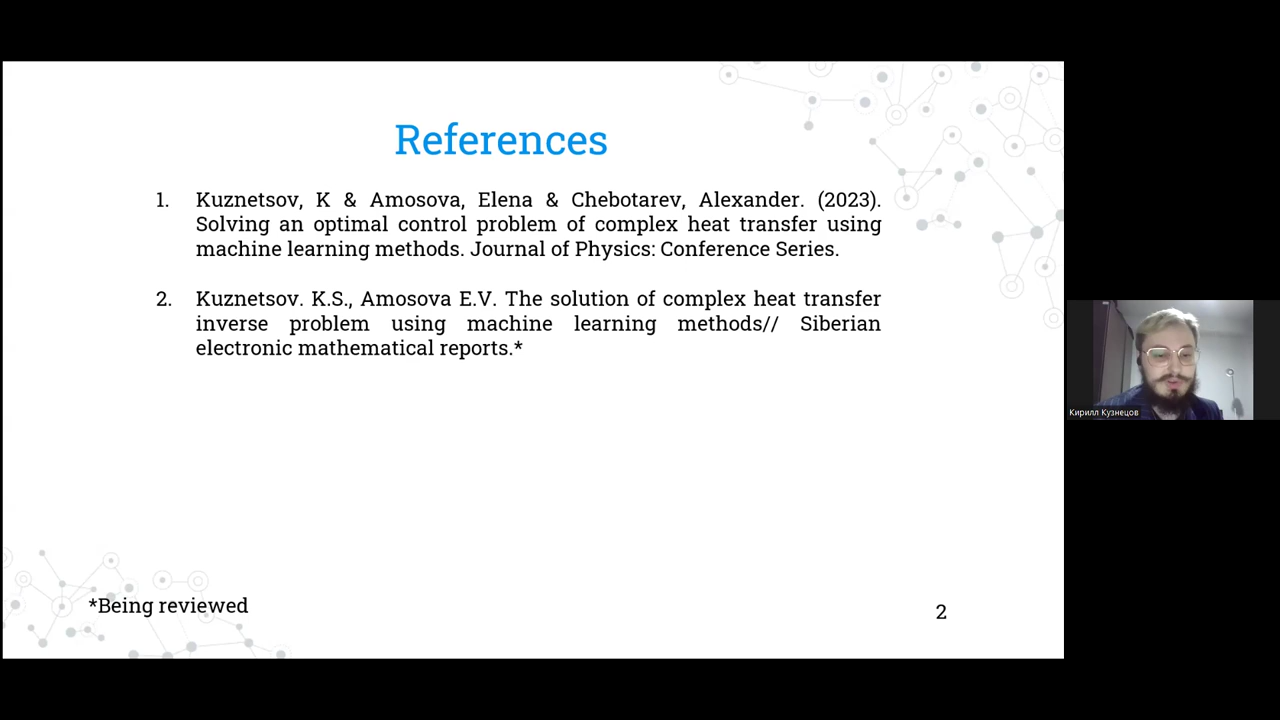 References
1. Kuznetsov, K & Amosova, Elena & Chebotarev, Alexander. (2023).
Solving an optimal control problem of complex heat transfer using
machine learning methods. Journal of Physics: Conference Series.
2. Kuznetsov. K.S., Amosova E.V. The solution of complex heat transfer
inverse problem using machine learning methods// Siberian
electronic mathematical reports.*
*Being reviewed
2
Кирилл Кузнецов